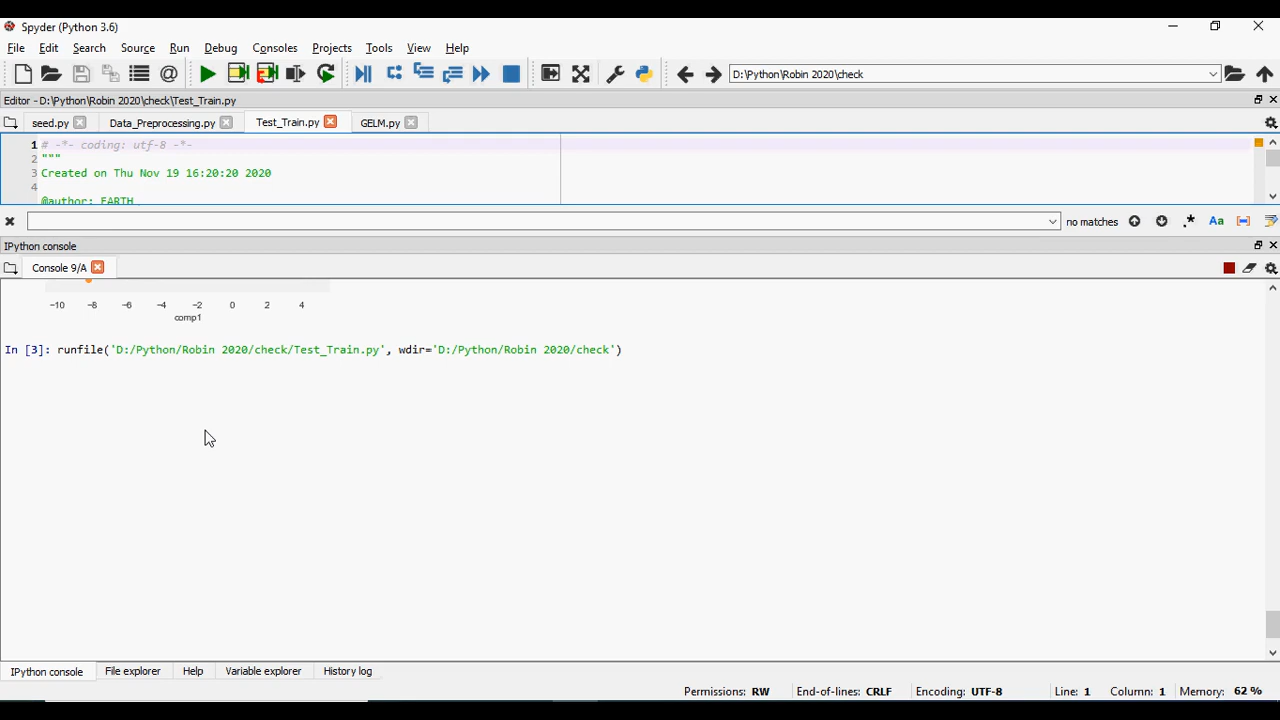 Spyder (Python 3.6)
File Edit Search Source Run Debug Consoles Projects Tools View Help
D:\Python\Robin 2020\check
Editor - D:\Python\Robin 2020\check\Test_Train.py
seed.py Data_Preprocessing.py Test_Train.py GELM.py
1 # -*- coding: utf-8 -*-
2 """
3 Created on Thu Nov 19 16:20:20 2020
4
@author: EARTH
no matches .* Aa
IPython console
Console 9/A
−10 −8 −6 −4 −2 0 2 4
comp1
In [3]: runfile('D:/Python/Robin 2020/check/Test_Train.py', wdir='D:/Python/Robin 2020/check')
IPython console File explorer Help Variable explorer History log
Permissions: RW End-of-lines: CRLF Encoding: UTF-8 Line: 1 Column: 1 Memory: 62 %